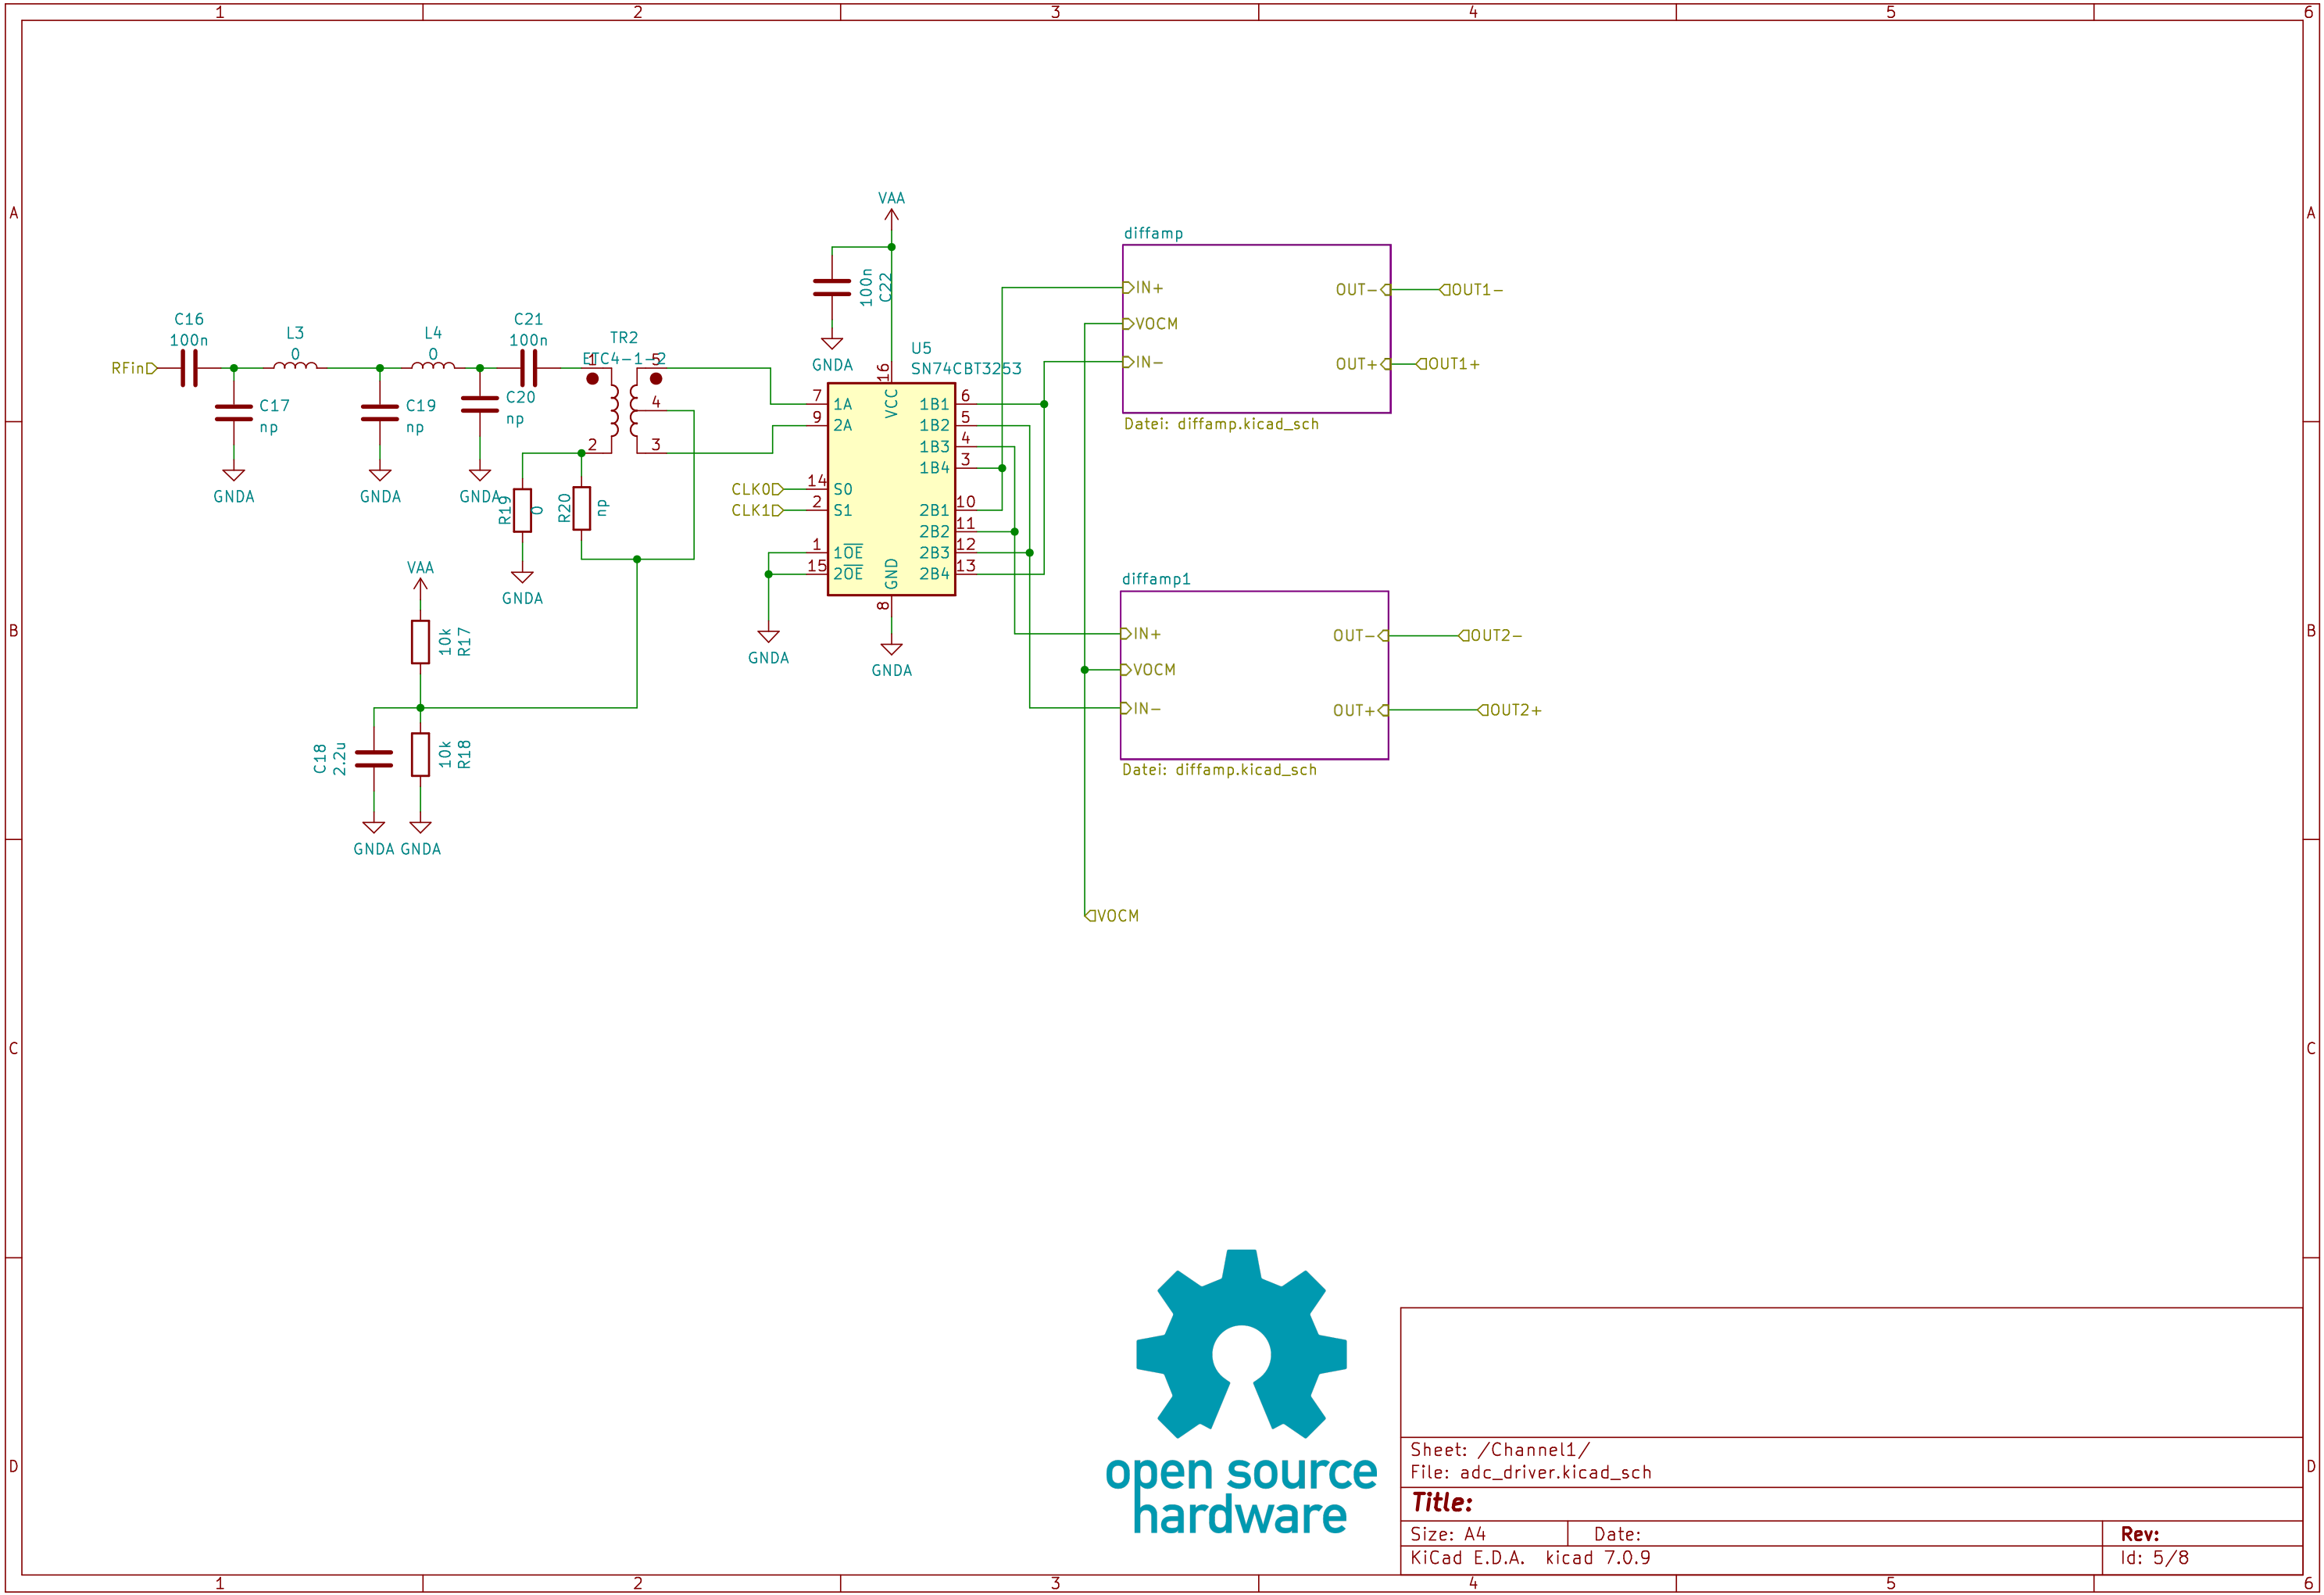 1 2 3 4 5 6
A A
B B
C C
D D
1 2 3 4 5 6
RFin
C16
100n
C17
np
GNDA
L3
0
C19
np
GNDA
L4
0
C20
np
GNDA
C21
100n
TR2
ETC4-1-2
1
5
4
2
3
R19
0
GNDA
R20
np
VAA
10k
R17
C18
2.2u
10k
R18
GNDA
GNDA
VAA
100n
C22
GNDA
U5
SN74CBT3253
16
VCC
7 1A
9 2A
CLK0 14 S0
CLK1 2 S1
1 1OE
15 2OE
GND
8
1B1 6
1B2 5
1B3 4
1B4 3
2B1 10
2B2 11
2B3 12
2B4 13
GNDA
GNDA
diffamp
IN+
VOCM
IN-
OUT- OUT1-
OUT+ OUT1+
Datei: diffamp.kicad_sch
diffamp1
IN+
VOCM
IN-
OUT- OUT2-
OUT+ OUT2+
Datei: diffamp.kicad_sch
VOCM
open source
hardware
Sheet: /Channel1/
File: adc_driver.kicad_sch
Title:
Size: A4 Date: Rev:
KiCad E.D.A. kicad 7.0.9 Id: 5/8